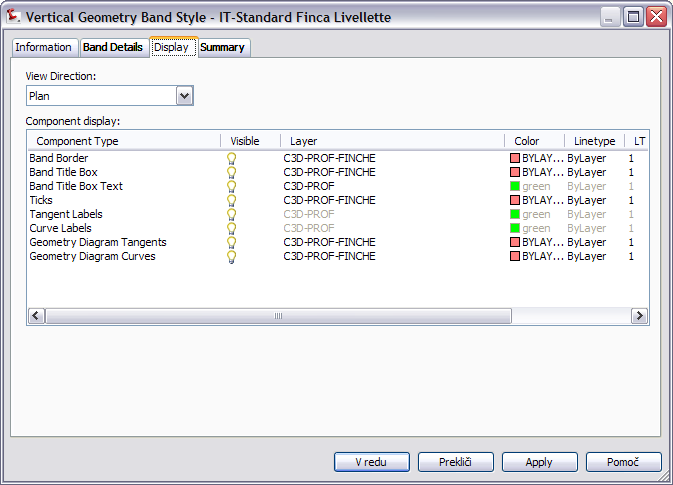 Vertical Geometry Band Style - IT-Standard Finca Livellette
Information Band Details Display Summary
View Direction:
Plan
Component display:
Component Type Visible Layer Color Linetype LT
Band Border C3D-PROF-FINCHE BYLAY... ByLayer 1
Band Title Box C3D-PROF-FINCHE BYLAY... ByLayer 1
Band Title Box Text C3D-PROF green ByLayer 1
Ticks C3D-PROF-FINCHE BYLAY... ByLayer 1
Tangent Labels C3D-PROF green ByLayer 1
Curve Labels C3D-PROF green ByLayer 1
Geometry Diagram Tangents C3D-PROF-FINCHE BYLAY... ByLayer 1
Geometry Diagram Curves C3D-PROF-FINCHE BYLAY... ByLayer 1
V redu Prekliči Apply Pomoč